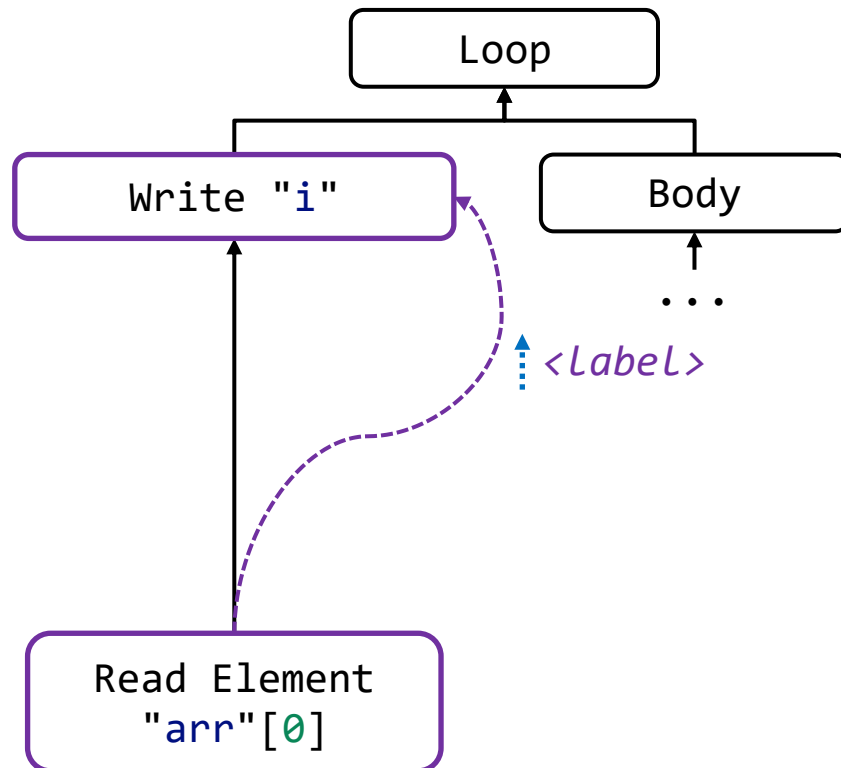 Loop
Write "i"
Body
...
<label>
Read Element
"arr"[0]